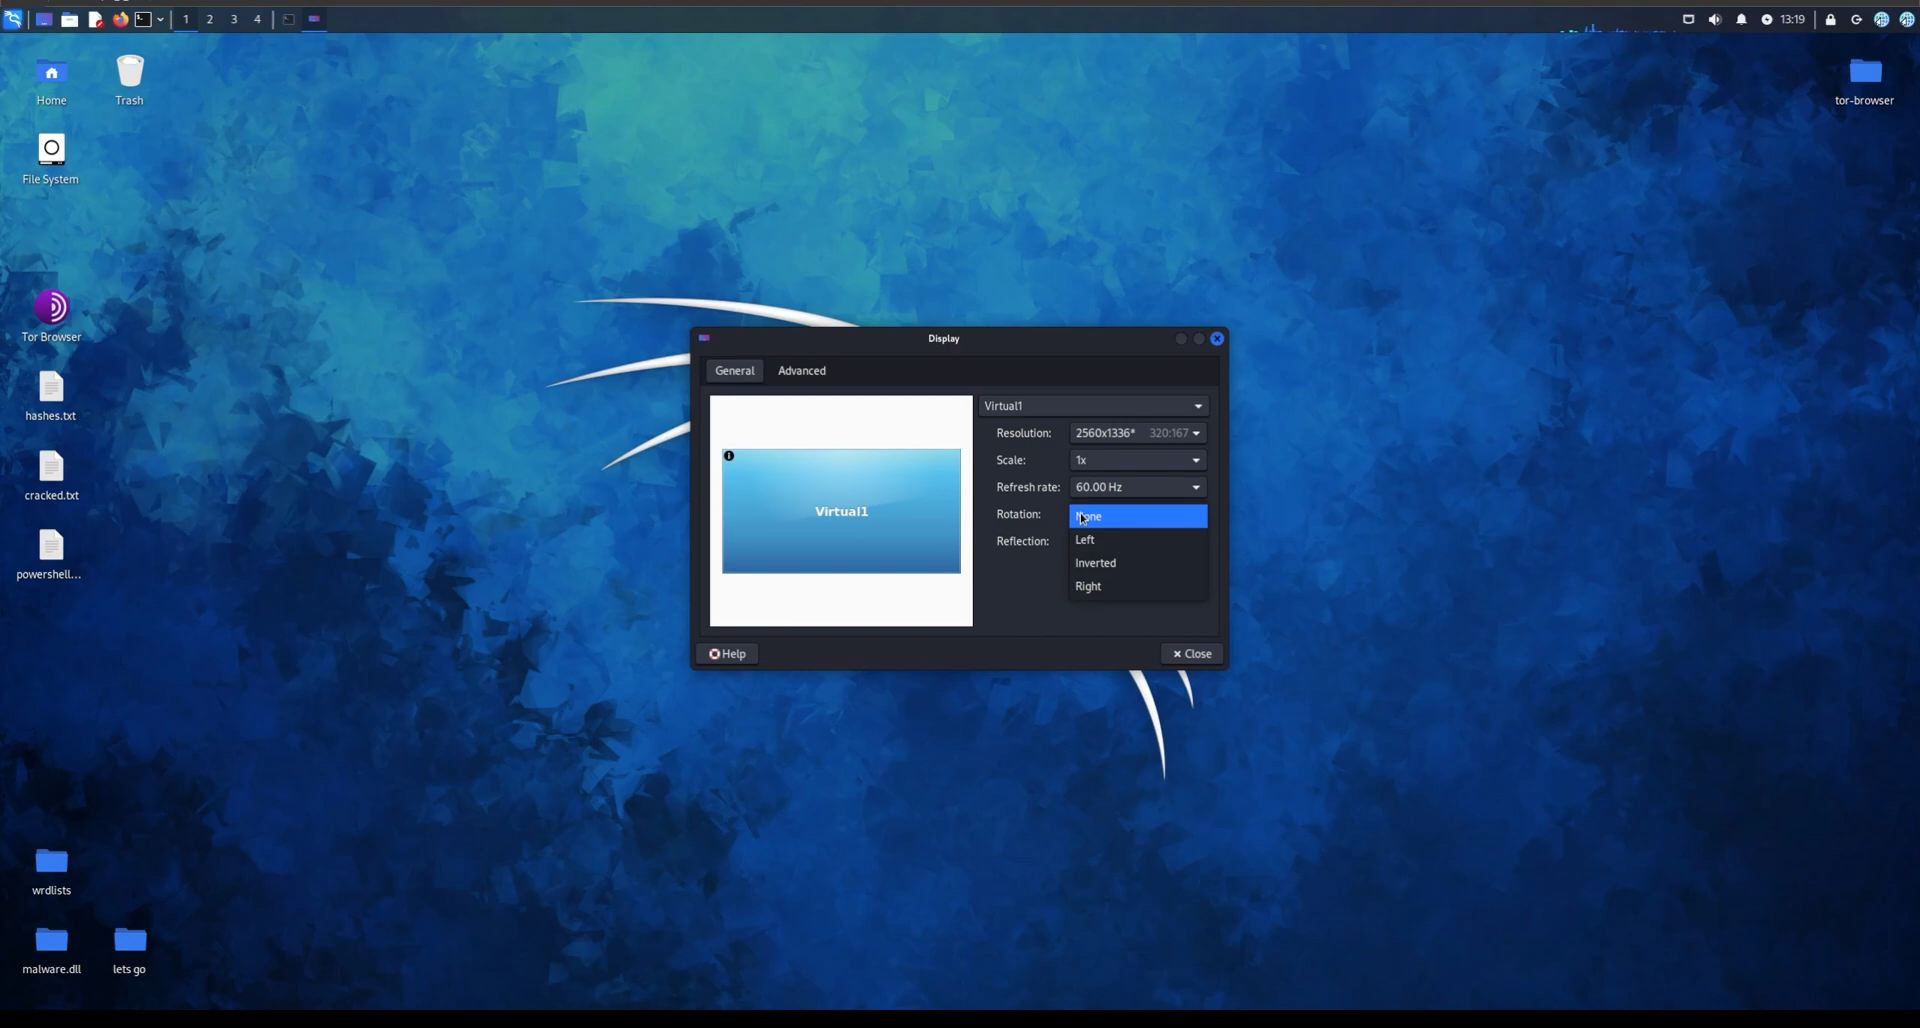 1 2 3 4
13:19
Home
Trash
tor-browser
File System
Tor Browser
hashes.txt
cracked.txt
powershell...
wrdlists
malware.dll
lets go
Display
General Advanced
Virtual1
Virtual1
Resolution: 2560x1336* 320:167
Scale: 1x
Refresh rate: 60.00 Hz
Rotation: None
Left
Reflection:
Inverted
Right
Help
Close